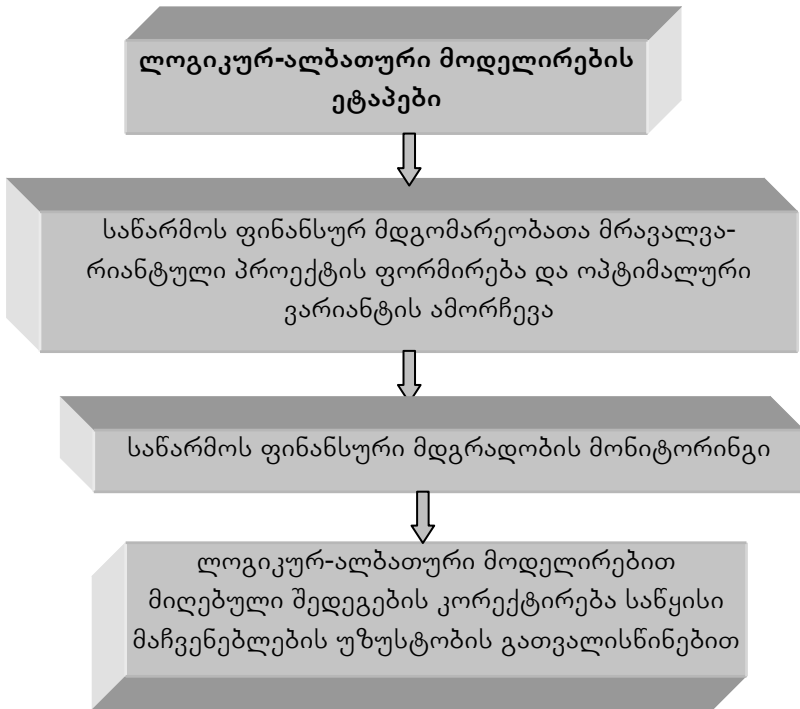 ლოგიკურ-ალბათური მოდელირების
ეტაპები
საწარმოს ფინანსურ მდგომარეობათა მრავალვა-
რიანტული პროექტის ფორმირება და ოპტიმალური
ვარიანტის ამორჩევა
საწარმოს ფინანსური მდგრადობის მონიტორინგი
ლოგიკურ-ალბათური მოდელირებით
მიღებული შედეგების კორექტირება საწყისი
მაჩვენებლების უზუსტობის გათვალისწინებით